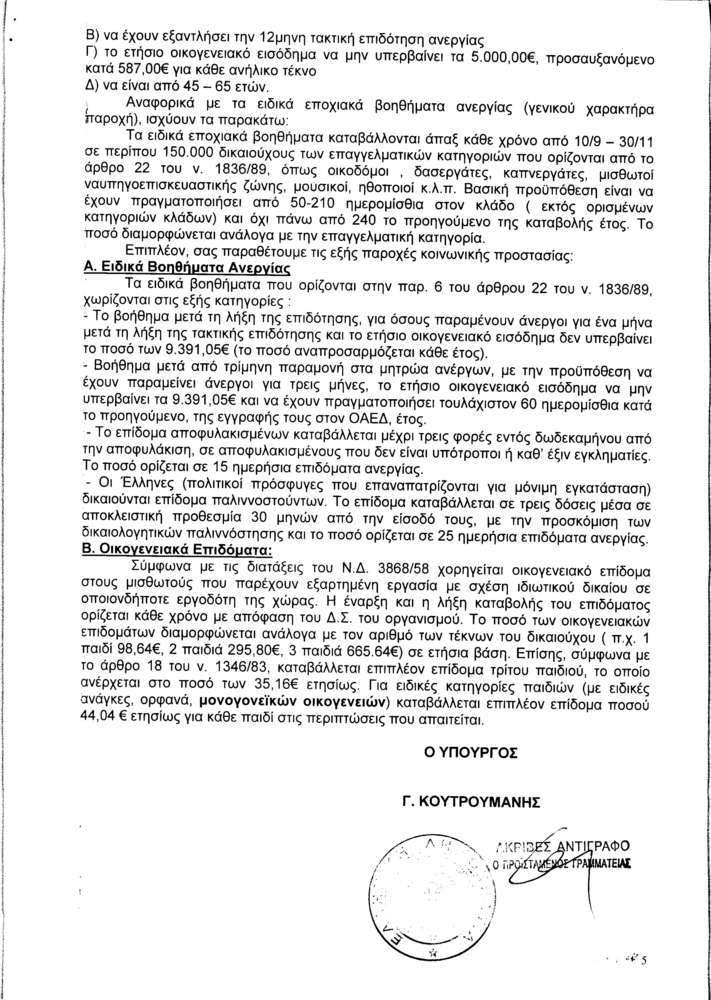 Β) να έχουν εξαντλήσει την 12μηνη τακτική επιδότηση ανεργίας
Γ) το ετήσιο οικογενειακό εισόδημα να μην υπερβαίνει τα 5.000,00€, προσαυξανόμενο
κατά 587,00€ για κάθε ανήλικο τέκνο
Δ) να είναι από 45 – 65 ετών.
Αναφορικά με τα ειδικά εποχιακά βοηθήματα ανεργίας (γενικού χαρακτήρα
παροχή), ισχύουν τα παρακάτω:
Τα ειδικά εποχιακά βοηθήματα καταβάλλονται άπαξ κάθε χρόνο από 10/9 – 30/11
σε περίπου 150.000 δικαιούχους των επαγγελματικών κατηγοριών που ορίζονται από το
άρθρο 22 του ν. 1836/89, όπως οικοδόμοι , δασεργάτες, καπνεργάτες, μισθωτοί
ναυπηγοεπισκευαστικής ζώνης, μουσικοί, ηθοποιοί κ.λ.π. Βασική προϋπόθεση είναι να
έχουν πραγματοποιήσει από 50-210 ημερομίσθια στον κλάδο ( εκτός ορισμένων
κατηγοριών κλάδων) και όχι πάνω από 240 το προηγούμενο της καταβολής έτος. Το
ποσό διαμορφώνεται ανάλογα με την επαγγελματική κατηγορία.
Επιπλέον, σας παραθέτουμε τις εξής παροχές κοινωνικής προστασίας:
Α. Ειδικά Βοηθήματα Ανεργίας
Τα ειδικά βοηθήματα που ορίζονται στην παρ. 6 του άρθρου 22 του ν. 1836/89,
χωρίζονται στις εξής κατηγορίες :
- Το βοήθημα μετά τη λήξη της επιδότησης, για όσους παραμένουν άνεργοι για ένα μήνα
μετά τη λήξη της τακτικής επιδότησης και το ετήσιο οικογενειακό εισόδημα δεν υπερβαίνει
το ποσό των 9.391,05€ (το ποσό αναπροσαρμόζεται κάθε έτος).
- Βοήθημα μετά από τρίμηνη παραμονή στα μητρώα ανέργων, με την προϋπόθεση να
έχουν παραμείνει άνεργοι για τρεις μήνες, το ετήσιο οικογενειακό εισόδημα να μην
υπερβαίνει τα 9.391,05€ και να έχουν πραγματοποιήσει τουλάχιστον 60 ημερομίσθια κατά
το προηγούμενο, της εγγραφής τους στον ΟΑΕΔ, έτος.
- Το επίδομα αποφυλακισμένων καταβάλλεται μέχρι τρεις φορές εντός δωδεκαμήνου από
την αποφυλάκιση, σε αποφυλακισμένους που δεν είναι υπότροποι ή καθ’ έξιν εγκληματίες.
Το ποσό ορίζεται σε 15 ημερήσια επιδόματα ανεργίας.
- Οι Έλληνες (πολιτικοί πρόσφυγες που επαναπατρίζονται για μόνιμη εγκατάσταση)
δικαιούνται επίδομα παλιννοστούντων. Το επίδομα καταβάλλεται σε τρεις δόσεις μέσα σε
αποκλειστική προθεσμία 30 μηνών από την είσοδό τους, με την προσκόμιση των
δικαιολογητικών παλιννόστησης και το ποσό ορίζεται σε 25 ημερήσια επιδόματα ανεργίας.
Β. Οικογενειακά Επιδόματα:
Σύμφωνα με τις διατάξεις του Ν.Δ. 3868/58 χορηγείται οικογενειακό επίδομα
στους μισθωτούς που παρέχουν εξαρτημένη εργασία με σχέση ιδιωτικού δικαίου σε
οποιονδήποτε εργοδότη της χώρας. Η έναρξη και η λήξη καταβολής του επιδόματος
ορίζεται κάθε χρόνο με απόφαση του Δ.Σ. του οργανισμού. Το ποσό των οικογενειακών
επιδομάτων διαμορφώνεται ανάλογα με τον αριθμό των τέκνων του δικαιούχου ( π.χ. 1
παιδί 98,64€, 2 παιδιά 295,80€, 3 παιδιά 665.64€) σε ετήσια βάση. Επίσης, σύμφωνα με
το άρθρο 18 του ν. 1346/83, καταβάλλεται επιπλέον επίδομα τρίτου παιδιού, το οποίο
ανέρχεται στο ποσό των 35,16€ ετησίως. Για ειδικές κατηγορίες παιδιών (με ειδικές
ανάγκες, ορφανά, μονογονεϊκών οικογενειών) καταβάλλεται επιπλέον επίδομα ποσού
44,04 € ετησίως για κάθε παιδί στις περιπτώσεις που απαιτείται.
Ο ΥΠΟΥΡΓΟΣ
Γ. ΚΟΥΤΡΟΥΜΑΝΗΣ
ΑΚΡΙΒΕΣ ΑΝΤΙΓΡΑΦΟ
Ο ΠΡΟΪΣΤΑΜΕΝΟΣ ΓΡΑΜΜΑΤΕΙΑΣ
5